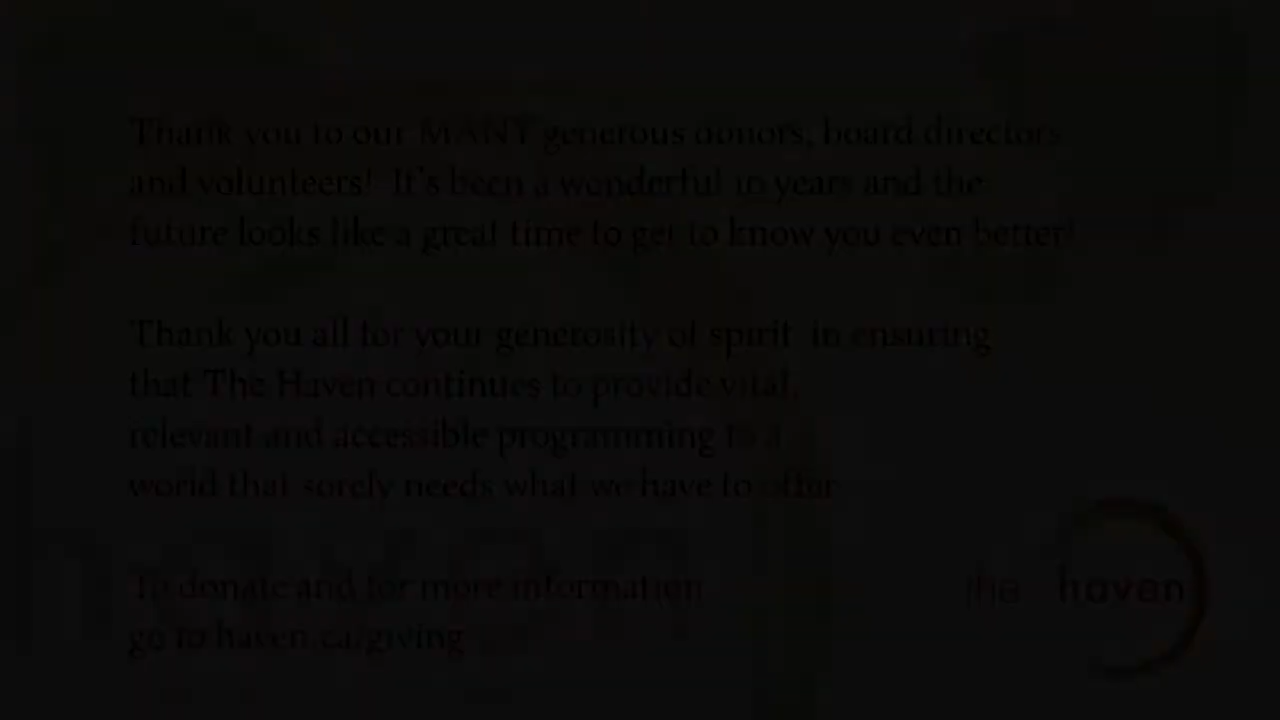 Thank you to our MANY generous donors, board directors
and volunteers! It's been a wonderful 10 years and the
future looks like a great time to get to know you even better!
Thank you all for your generosity of spirit in ensuring
that The Haven continues to provide vital,
relevant and accessible programming to a
world that sorely needs what we have to offer
To donate and for more information
go to haven.ca/giving
the haven